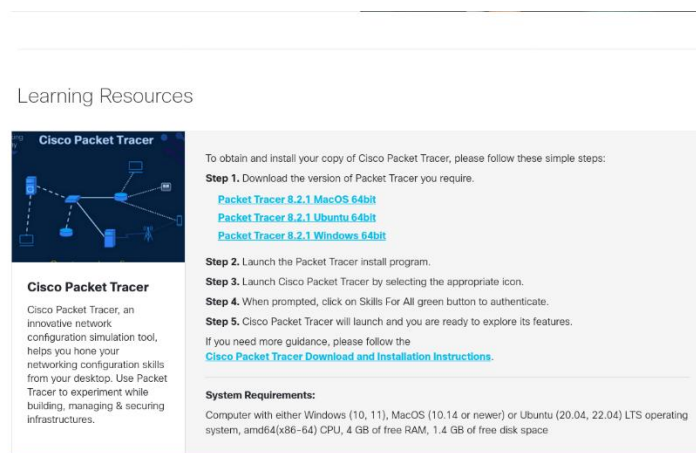 Learning Resources
Cisco Packet Tracer
To obtain and install your copy of Cisco Packet Tracer, please follow these simple steps:
Step 1. Download the version of Packet Tracer you require.
Packet Tracer 8.2.1 MacOS 64bit
Packet Tracer 8.2.1 Ubuntu 64bit
Packet Tracer 8.2.1 Windows 64bit
Step 2. Launch the Packet Tracer install program.
Step 3. Launch Cisco Packet Tracer by selecting the appropriate icon.
Step 4. When prompted, click on Skills For All green button to authenticate.
Step 5. Cisco Packet Tracer will launch and you are ready to explore its features.
If you need more guidance, please follow the
Cisco Packet Tracer Download and Installation Instructions.
System Requirements:
Computer with either Windows (10, 11), MacOS (10.14 or newer) or Ubuntu (20.04, 22.04) LTS operating
system, amd64(x86-64) CPU, 4 GB of free RAM, 1.4 GB of free disk space
Cisco Packet Tracer
Cisco Packet Tracer, an
innovative network
configuration simulation tool,
helps you hone your
networking configuration skills
from your desktop. Use Packet
Tracer to experiment while
building, managing & securing
infrastructures.